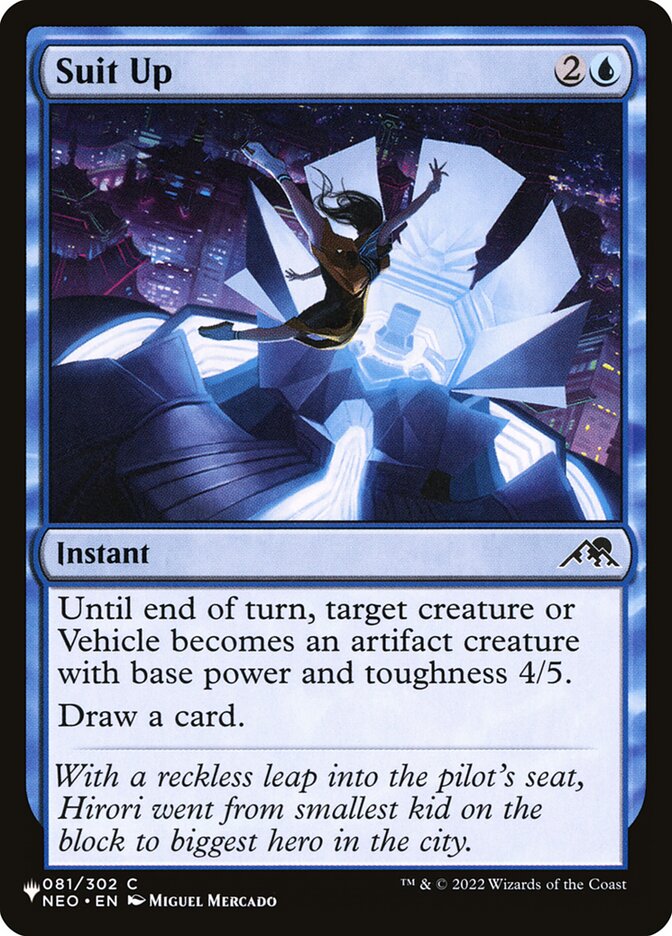 Suit Up
2
Instant
Until end of turn, target creature or
Vehicle becomes an artifact creature
with base power and toughness 4/5.
Draw a card.
With a reckless leap into the pilot's seat,
Hirori went from smallest kid on the
block to biggest hero in the city.
081/302 C
NEO • EN Miguel Mercado
™ & © 2022 Wizards of the Coast